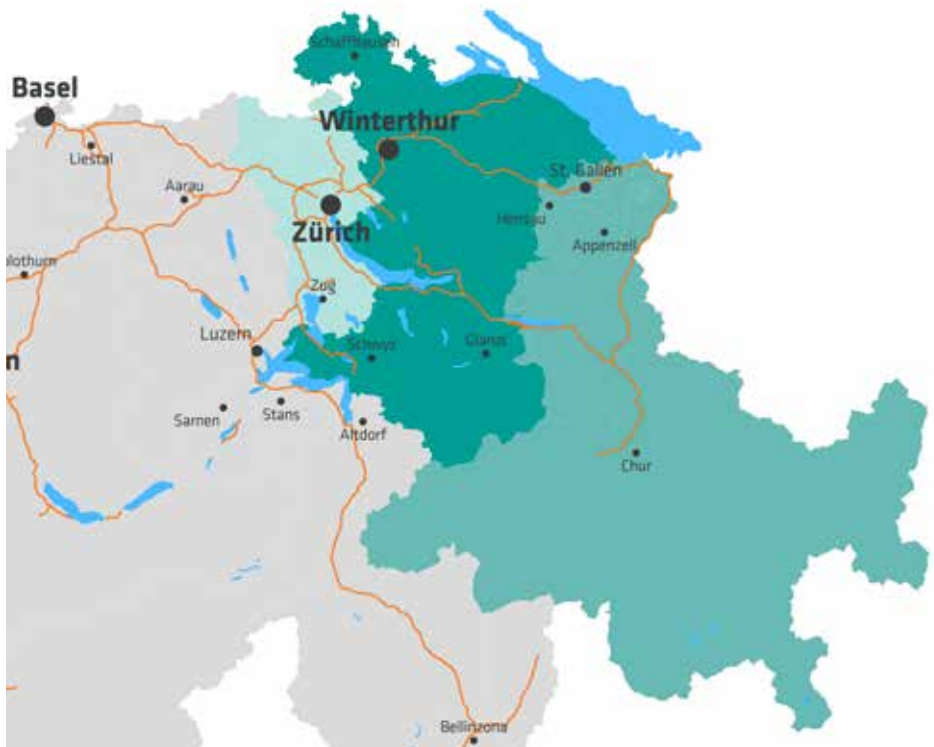 Schaffhausen
Basel
Winterthur
Liestal
St. Gallen
Aarau
Herisau
Zürich
Appenzell
olothurn
Zug
Luzern
Schwyz
Glarus
n
Sarnen
Stans
Altdorf
Chur
Bellinzona